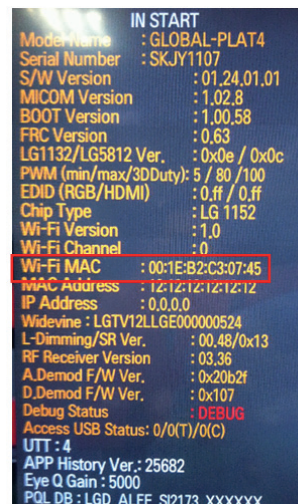 IN START
Model Name : GLOBAL-PLAT4
Serial Number : SKJY1107
S/W Version : 01.24.01.01
MICOM Version : 1.02.8
BOOT Version : 1.00.58
FRC Version : 0.63
LG1132/LG5812 Ver. : 0x0e / 0x0c
PWM (min/max/3DDuty): 5 / 80 /100
EDID (RGB/HDMI) : 0.ff / 0.ff
Chip Type : LG 1152
Wi-Fi Version : 1.0
Wi-Fi Channel : 0
Wi-Fi MAC : 00:1E:B2:C3:07:45
MAC Address : 12:12:12:12:12:12
IP Address : 0.0.0.0
Widevine : LGTV12LLGE000000524
L-Dimming/SR Ver. : 00.48/0x13
RF Receiver Version : 03.36
A.Demod F/W Ver. : 0x20b2f
D.Demod F/W Ver. : 0x107
Debug Status : DEBUG
Access USB Status: 0/0(T)/0(C)
UTT : 4
APP History Ver.: 25682
Eye Q Gain : 5000
PQL DB : LGD_ALEF_SI2173_XXXXXX